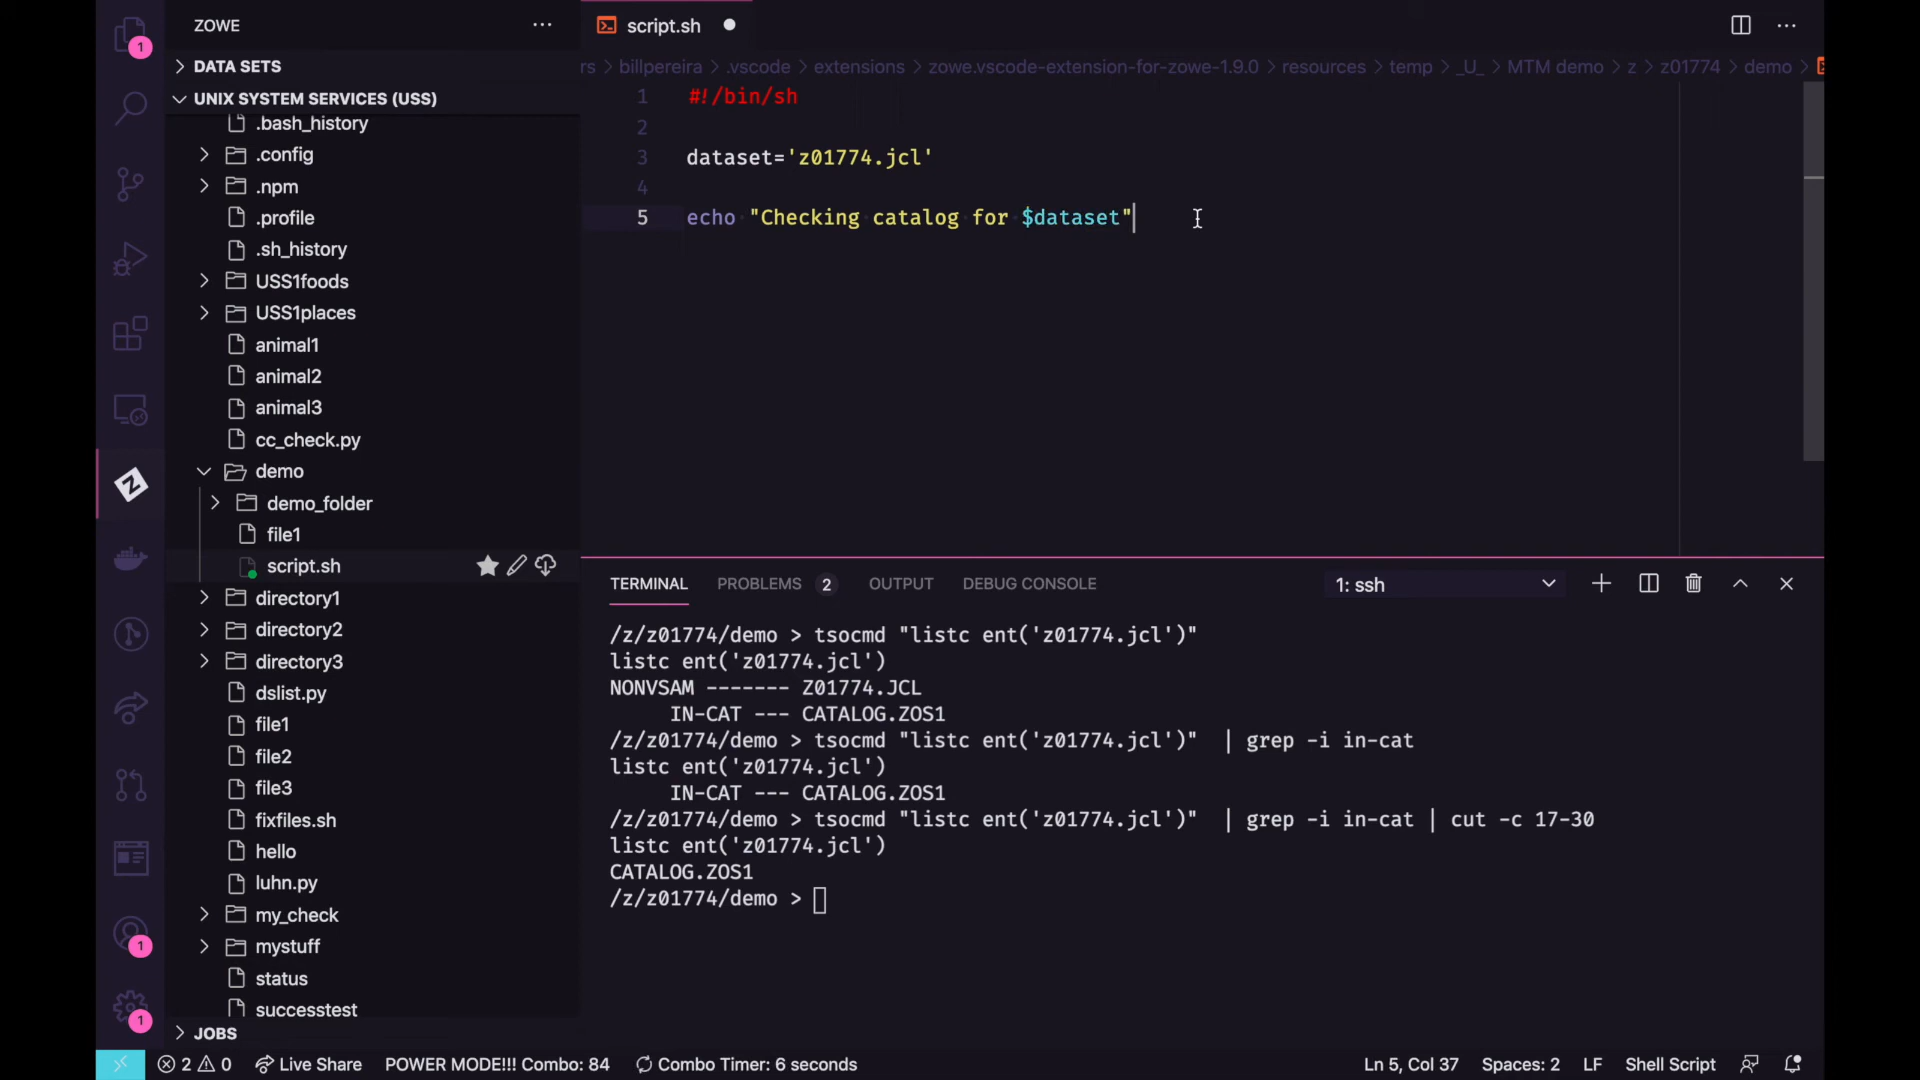 ZOWE
DATA SETS
UNIX SYSTEM SERVICES (USS)
.bash_history
.config
.npm
.profile
.sh_history
USS1foods
USS1places
animal1
animal2
animal3
cc_check.py
demo
demo_folder
file1
script.sh
directory1
directory2
directory3
dslist.py
file1
file2
file3
fixfiles.sh
hello
luhn.py
my_check
mystuff
status
successtest
JOBS
1
1
1
script.sh
rs > billpereira > .vscode > extensions > zowe.vscode-extension-for-zowe-1.9.0 > resources > temp > _U_ > MTM demo > z > z01774 > demo >
1 #!/bin/sh
2
3 dataset='z01774.jcl'
4
5 echo "Checking catalog for $dataset"
TERMINAL PROBLEMS 2 OUTPUT DEBUG CONSOLE 1: ssh
/z/z01774/demo > tsocmd "listc ent('z01774.jcl')"
listc ent('z01774.jcl')
NONVSAM ------- Z01774.JCL
IN-CAT --- CATALOG.ZOS1
/z/z01774/demo > tsocmd "listc ent('z01774.jcl')" | grep -i in-cat
listc ent('z01774.jcl')
IN-CAT --- CATALOG.ZOS1
/z/z01774/demo > tsocmd "listc ent('z01774.jcl')" | grep -i in-cat | cut -c 17-30
listc ent('z01774.jcl')
CATALOG.ZOS1
/z/z01774/demo >
2 0 Live Share POWER MODE!!! Combo: 84 Combo Timer: 6 seconds Ln 5, Col 37 Spaces: 2 LF Shell Script